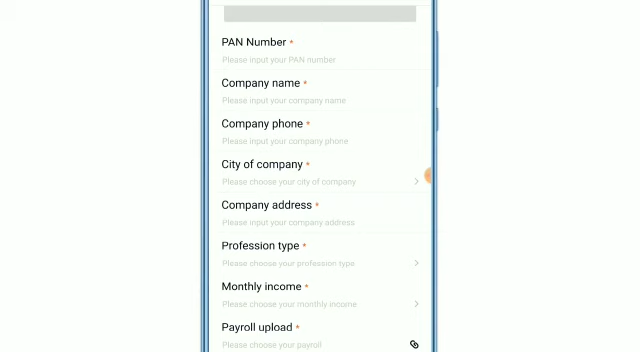 PAN Number *
Please input your PAN number
Company name *
Please input your company name
Company phone *
Please input your company phone
City of company *
Please choose your city of company
Company address *
Please input your company address
Profession type *
Please choose your profession type
Monthly income *
Please choose your monthly income
Payroll upload *
Please choose your payroll